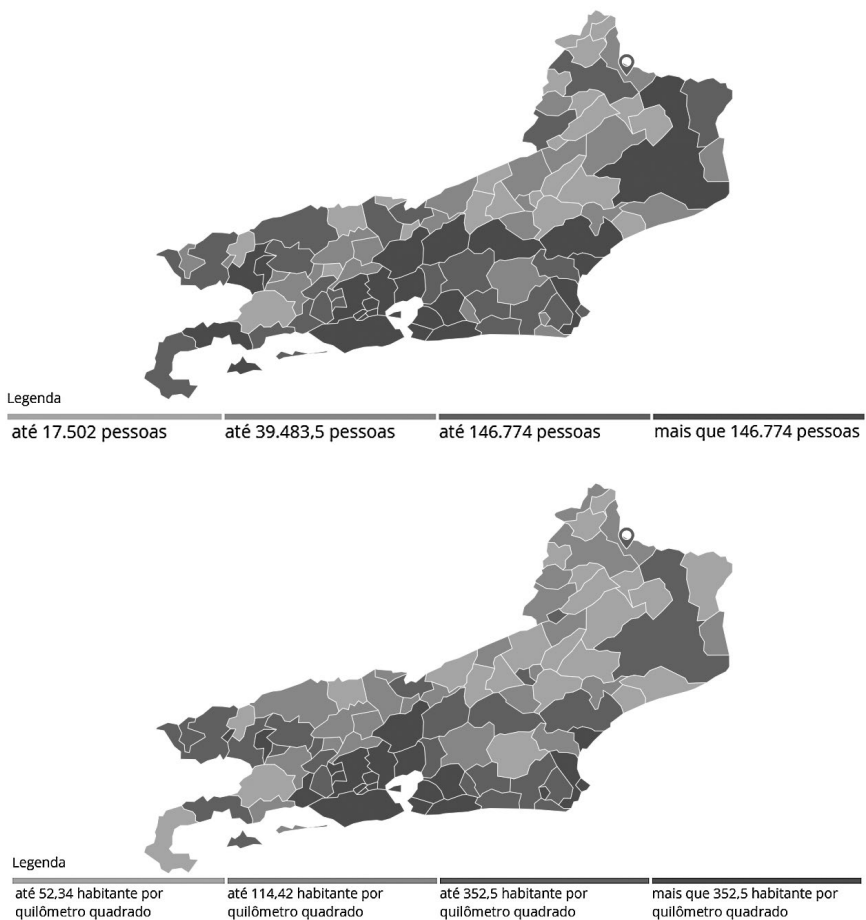 Legenda
até 17.502 pessoas
até 39.483,5 pessoas
até 146.774 pessoas
mais que 146.774 pessoas
Legenda
até 52,34 habitante por
quilômetro quadrado
até 114,42 habitante por
quilômetro quadrado
até 352,5 habitante por
quilômetro quadrado
mais que 352,5 habitante por
quilômetro quadrado